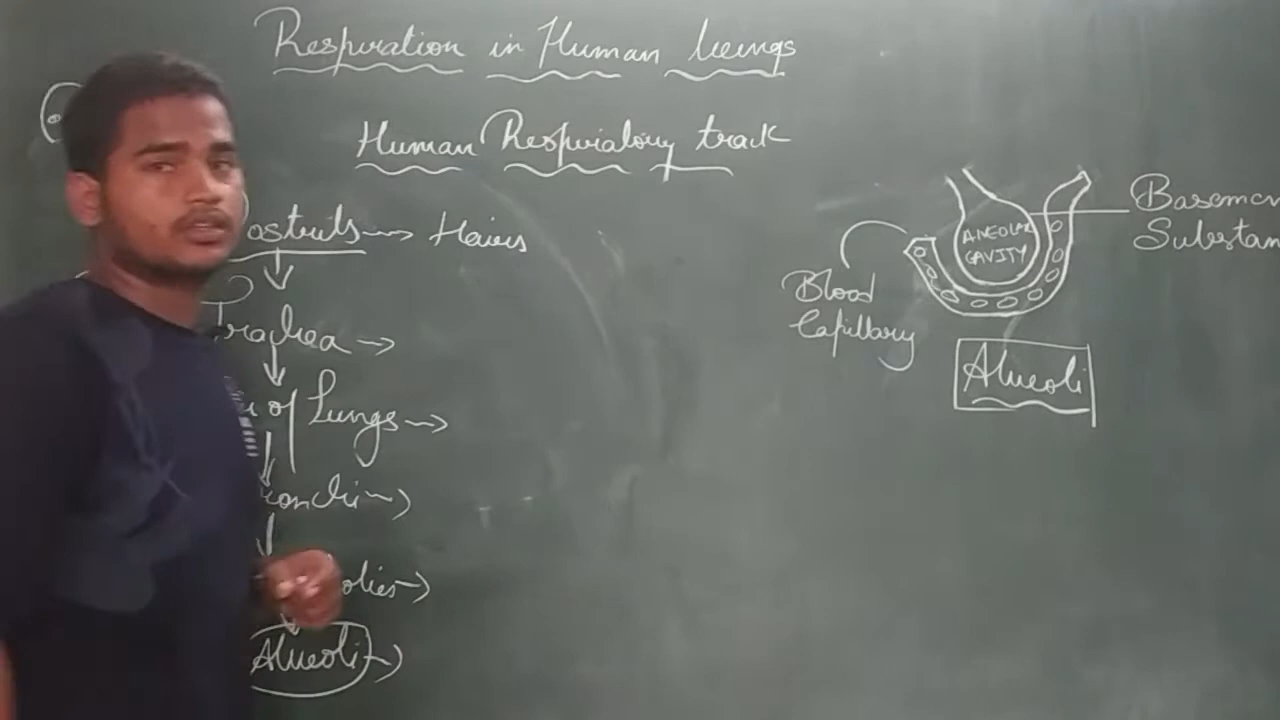 Respiration in Human beings
Human Respiratory track
ostrils → Hairs
Trachea →
of Lungs →
ronchi →
olies →
Alveoli →
ALVEOLAR
CAVITY
Basemen
Substan
Blood
Capillary
Alveoli